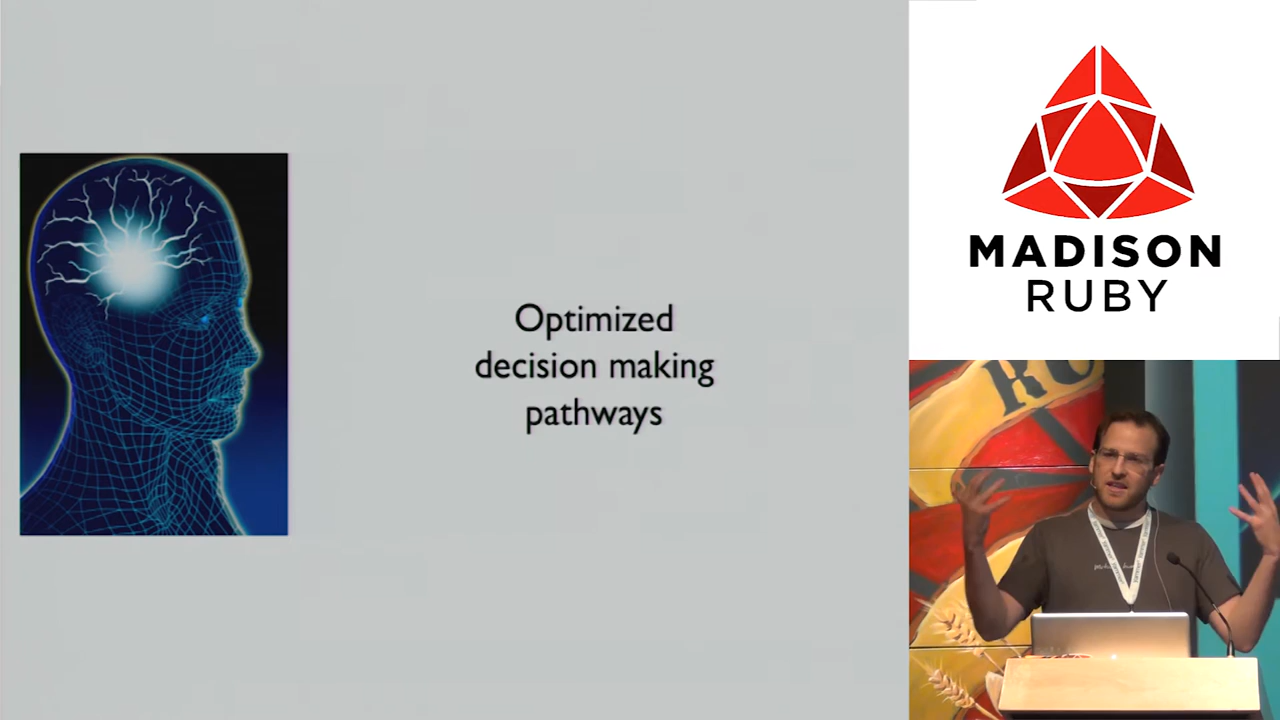 Optimized
decision making
pathways
MADISON
RUBY